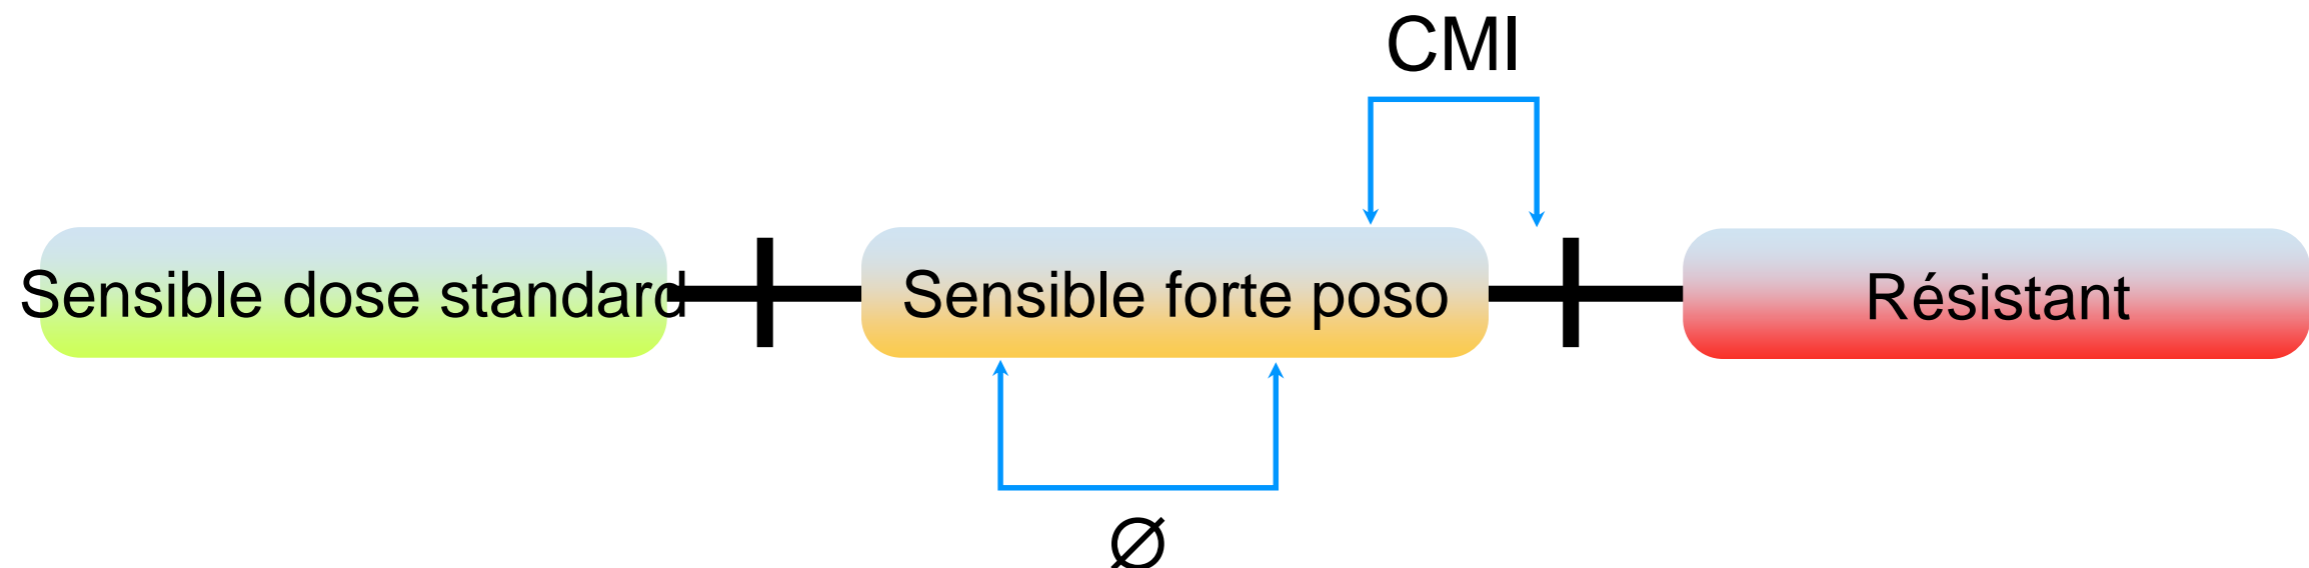 CMI
Sensible dose standard
Sensible forte poso
Résistant
Ø